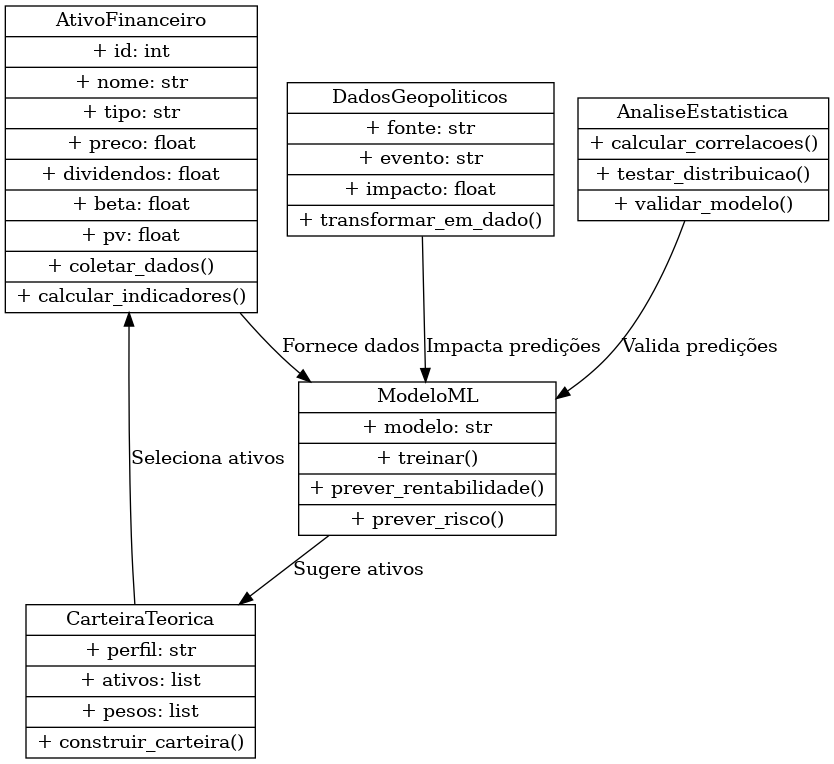 AtivoFinanceiro
+ id: int
+ nome: str
+ tipo: str
+ preco: float
+ dividendos: float
+ beta: float
+ pv: float
+ coletar_dados()
+ calcular_indicadores()
DadosGeopoliticos
+ fonte: str
+ evento: str
+ impacto: float
+ transformar_em_dado()
AnaliseEstatistica
+ calcular_correlacoes()
+ testar_distribuicao()
+ validar_modelo()
Fornece dados
Impacta predições
Valida predições
ModeloML
+ modelo: str
+ treinar()
+ prever_rentabilidade()
+ prever_risco()
Seleciona ativos
Sugere ativos
CarteiraTeorica
+ perfil: str
+ ativos: list
+ pesos: list
+ construir_carteira()